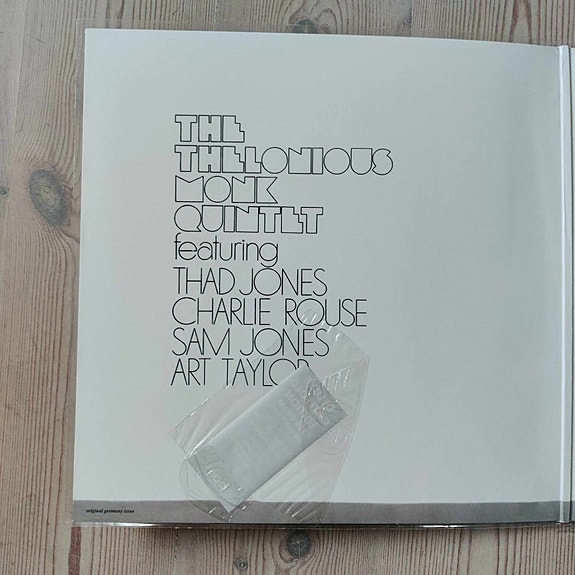 THE
THELONIOUS
MONK
QUINTET
featuring
THAD JONES
CHARLIE ROUSE
SAM JONES
ART TAYLOR
original germany issue